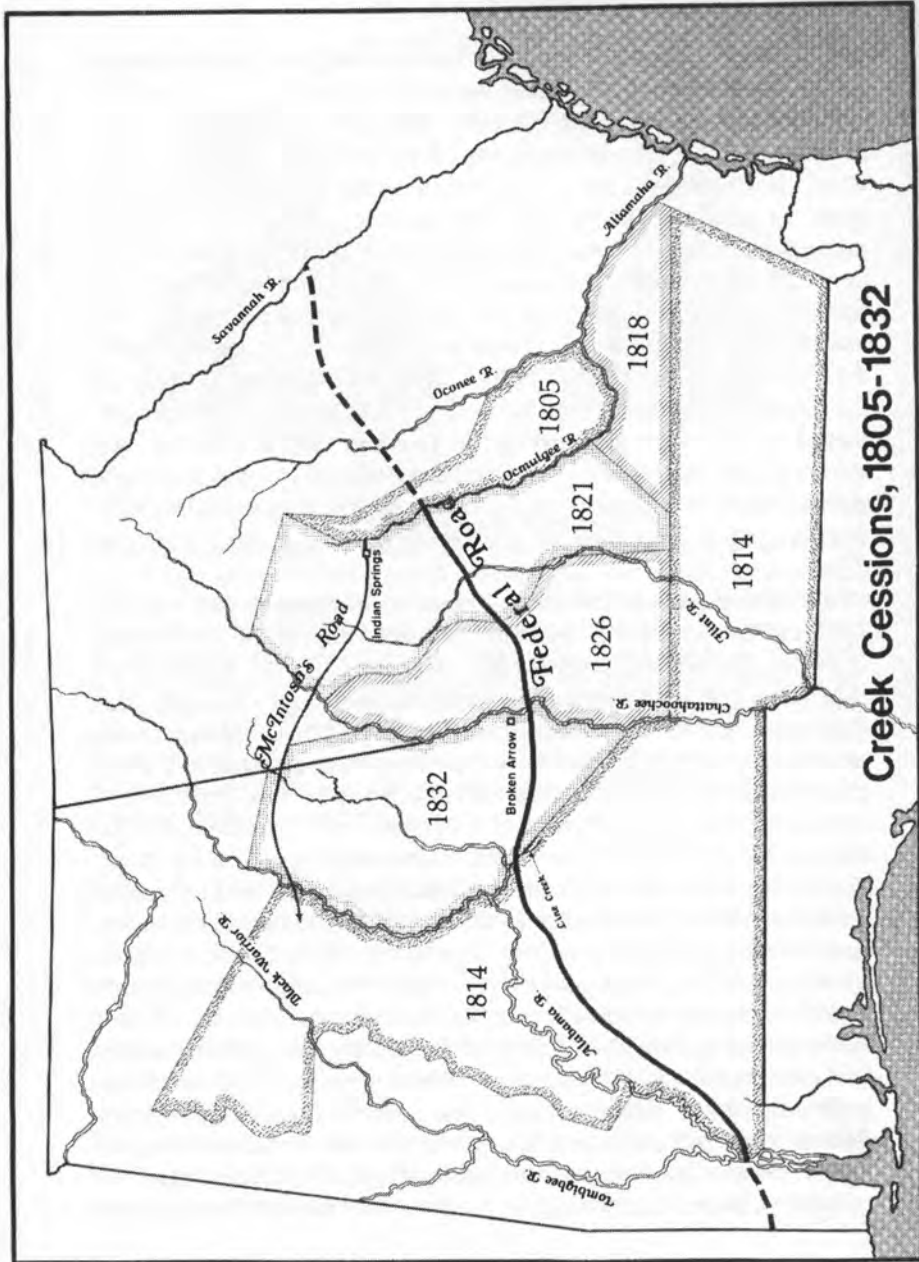 Creek Cessions, 1805-1832
Savannah R.
Oconee R.
Altamaha R.
1805
1818
Ocmulgee R.
McIntosh's Road
Indian Springs
Federal Road
1821
1826
Flint R.
1814
Chattahoochee R.
Broken Arrow
1832
Line Creek
Black Warrior R.
1814
Alabama R.
Tombigbee R.